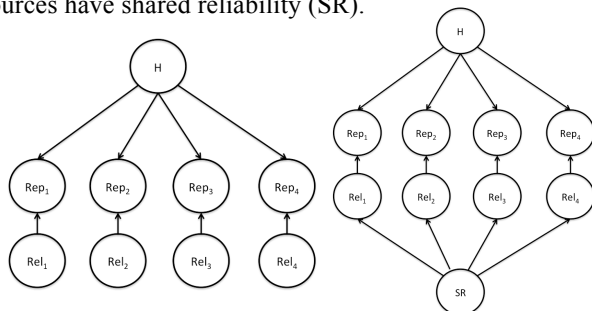 ources have shared reliability (SR).
H
Rep1 Rep2 Rep3 Rep4
Rel1 Rel2 Rel3 Rel4
H
Rep1 Rep2 Rep3 Rep4
Rel1 Rel2 Rel3 Rel4
SR